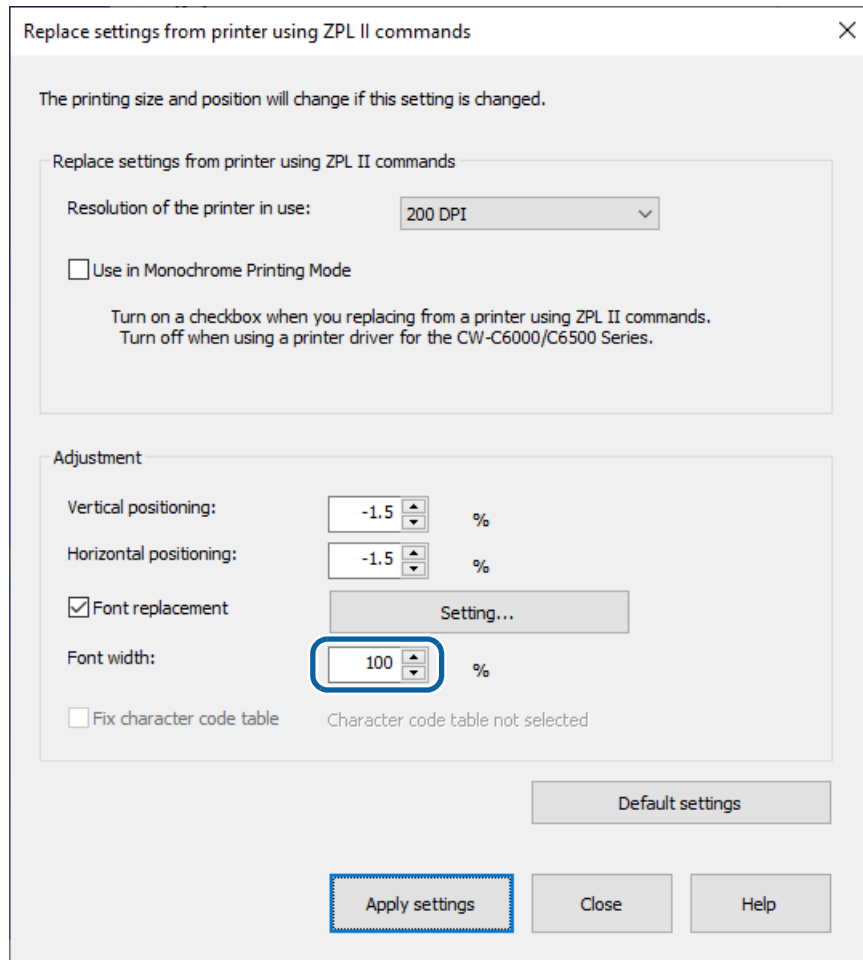 Replace settings from printer using ZPL II commands
The printing size and position will change if this setting is changed.
Replace settings from printer using ZPL II commands
Resolution of the printer in use: 200 DPI
Use in Monochrome Printing Mode
Turn on a checkbox when you replacing from a printer using ZPL II commands.
Turn off when using a printer driver for the CW-C6000/C6500 Series.
Adjustment
Vertical positioning: -1.5 %
Horizontal positioning: -1.5 %
Font replacement Setting...
Font width: 100 %
Fix character code table Character code table not selected
Default settings
Apply settings Close Help